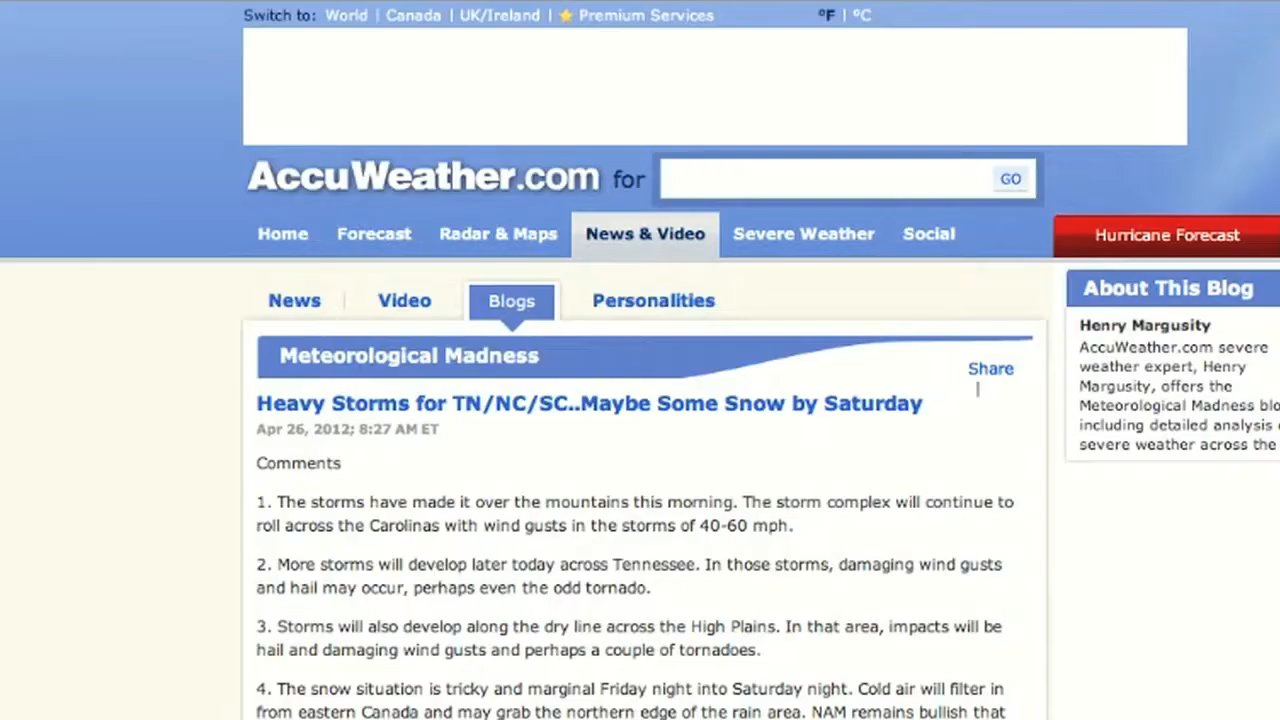 Switch to: World | Canada | UK/Ireland | Premium Services °F | °C
AccuWeather.com for GO
Home Forecast Radar & Maps News & Video Severe Weather Social Hurricane Forecast
News Video Blogs Personalities
Meteorological Madness
Share
Heavy Storms for TN/NC/SC..Maybe Some Snow by Saturday
Apr 26, 2012; 8:27 AM ET
Comments
1. The storms have made it over the mountains this morning. The storm complex will continue to
roll across the Carolinas with wind gusts in the storms of 40-60 mph.
2. More storms will develop later today across Tennessee. In those storms, damaging wind gusts
and hail may occur, perhaps even the odd tornado.
3. Storms will also develop along the dry line across the High Plains. In that area, impacts will be
hail and damaging wind gusts and perhaps a couple of tornadoes.
4. The snow situation is tricky and marginal Friday night into Saturday night. Cold air will filter in
from eastern Canada and may grab the northern edge of the rain area. NAM remains bullish that
About This Blog
Henry Margusity
AccuWeather.com severe
weather expert, Henry
Margusity, offers the
Meteorological Madness blo
including detailed analysis
severe weather across the